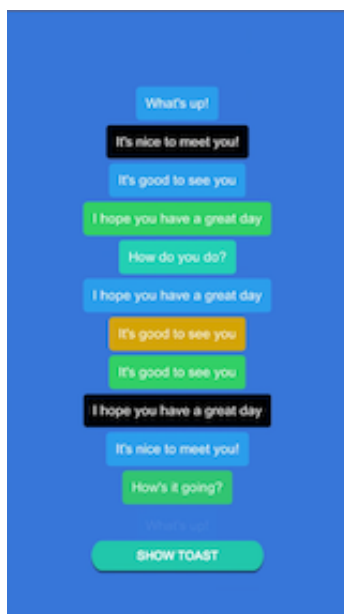 What's up!
It's nice to meet you!
It's good to see you
I hope you have a great day
How do you do?
I hope you have a great day
It's good to see you
It's good to see you
I hope you have a great day
It's nice to meet you!
How's it going?
What's up!
SHOW TOAST